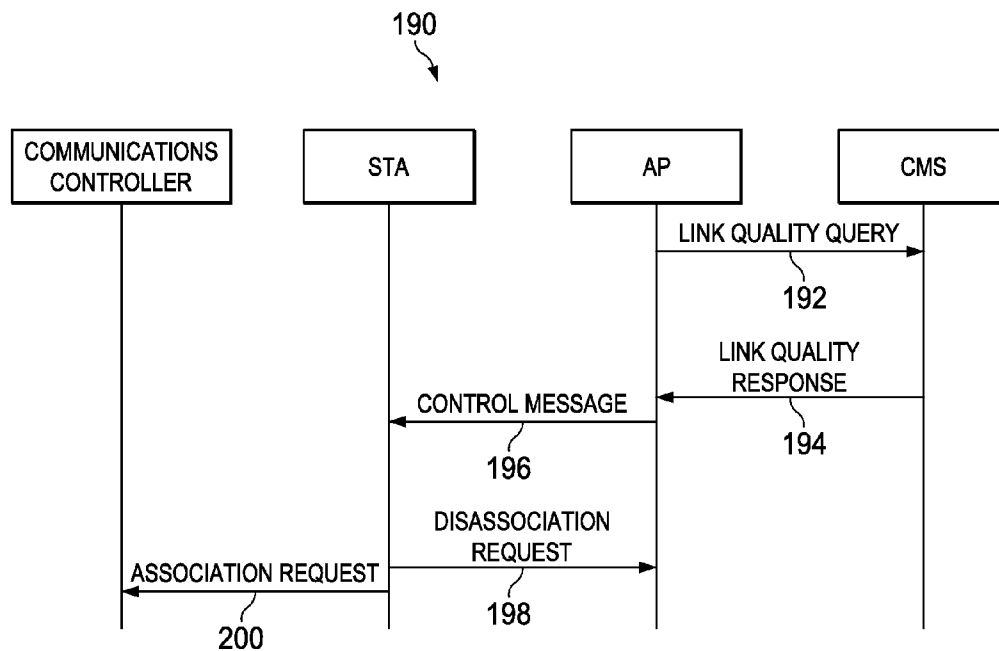 190
COMMUNICATIONS
CONTROLLER
STA
AP
CMS
LINK QUALITY QUERY
192
LINK QUALITY
RESPONSE
194
CONTROL MESSAGE
196
DISASSOCIATION
REQUEST
198
ASSOCIATION REQUEST
200